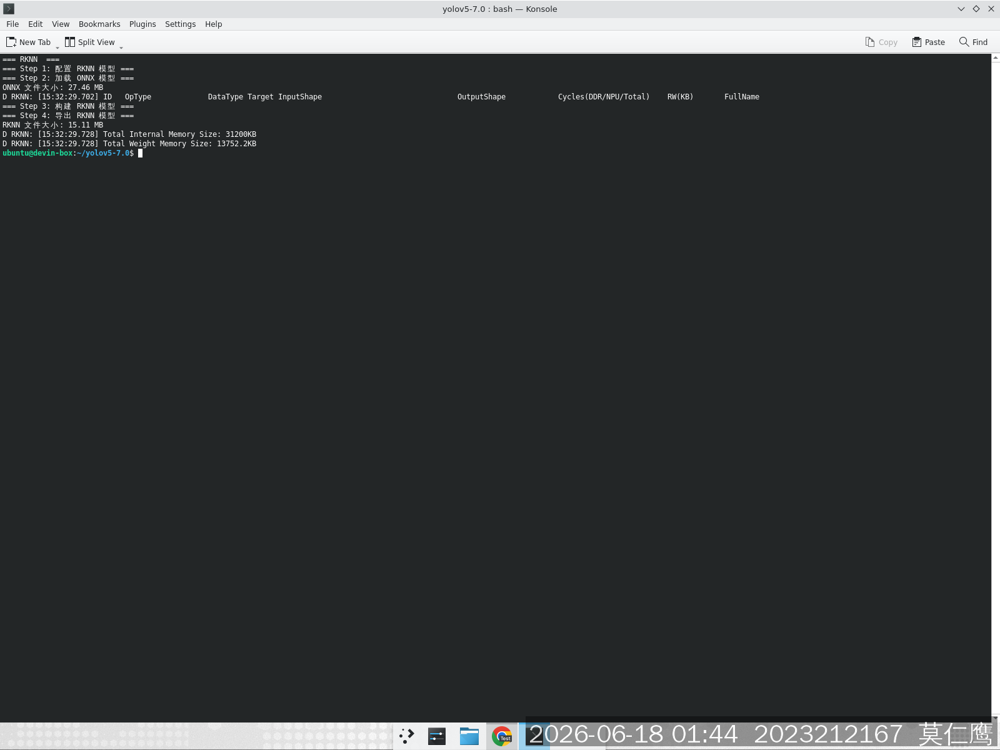 yolov5-7.0 : bash — Konsole
File Edit View Bookmarks Plugins Settings Help
New Tab Split View Copy Paste Find
=== RKNN  ===
=== Step 1: 配置 RKNN 模型 ===
=== Step 2: 加载 ONNX 模型 ===
ONNX 文件大小: 27.46 MB
D RKNN: [15:32:29.702] ID   OpType             DataType Target InputShape                               OutputShape            Cycles(DDR/NPU/Total)    RW(KB)       FullName
=== Step 3: 构建 RKNN 模型 ===
=== Step 4: 导出 RKNN 模型 ===
RKNN 文件大小: 15.11 MB
D RKNN: [15:32:29.728] Total Internal Memory Size: 31200KB
D RKNN: [15:32:29.728] Total Weight Memory Size: 13752.2KB
ubuntu@devin-box:~/yolov5-7.0$
Test
2026-06-18 01:44  2023212167  莫仁鹰